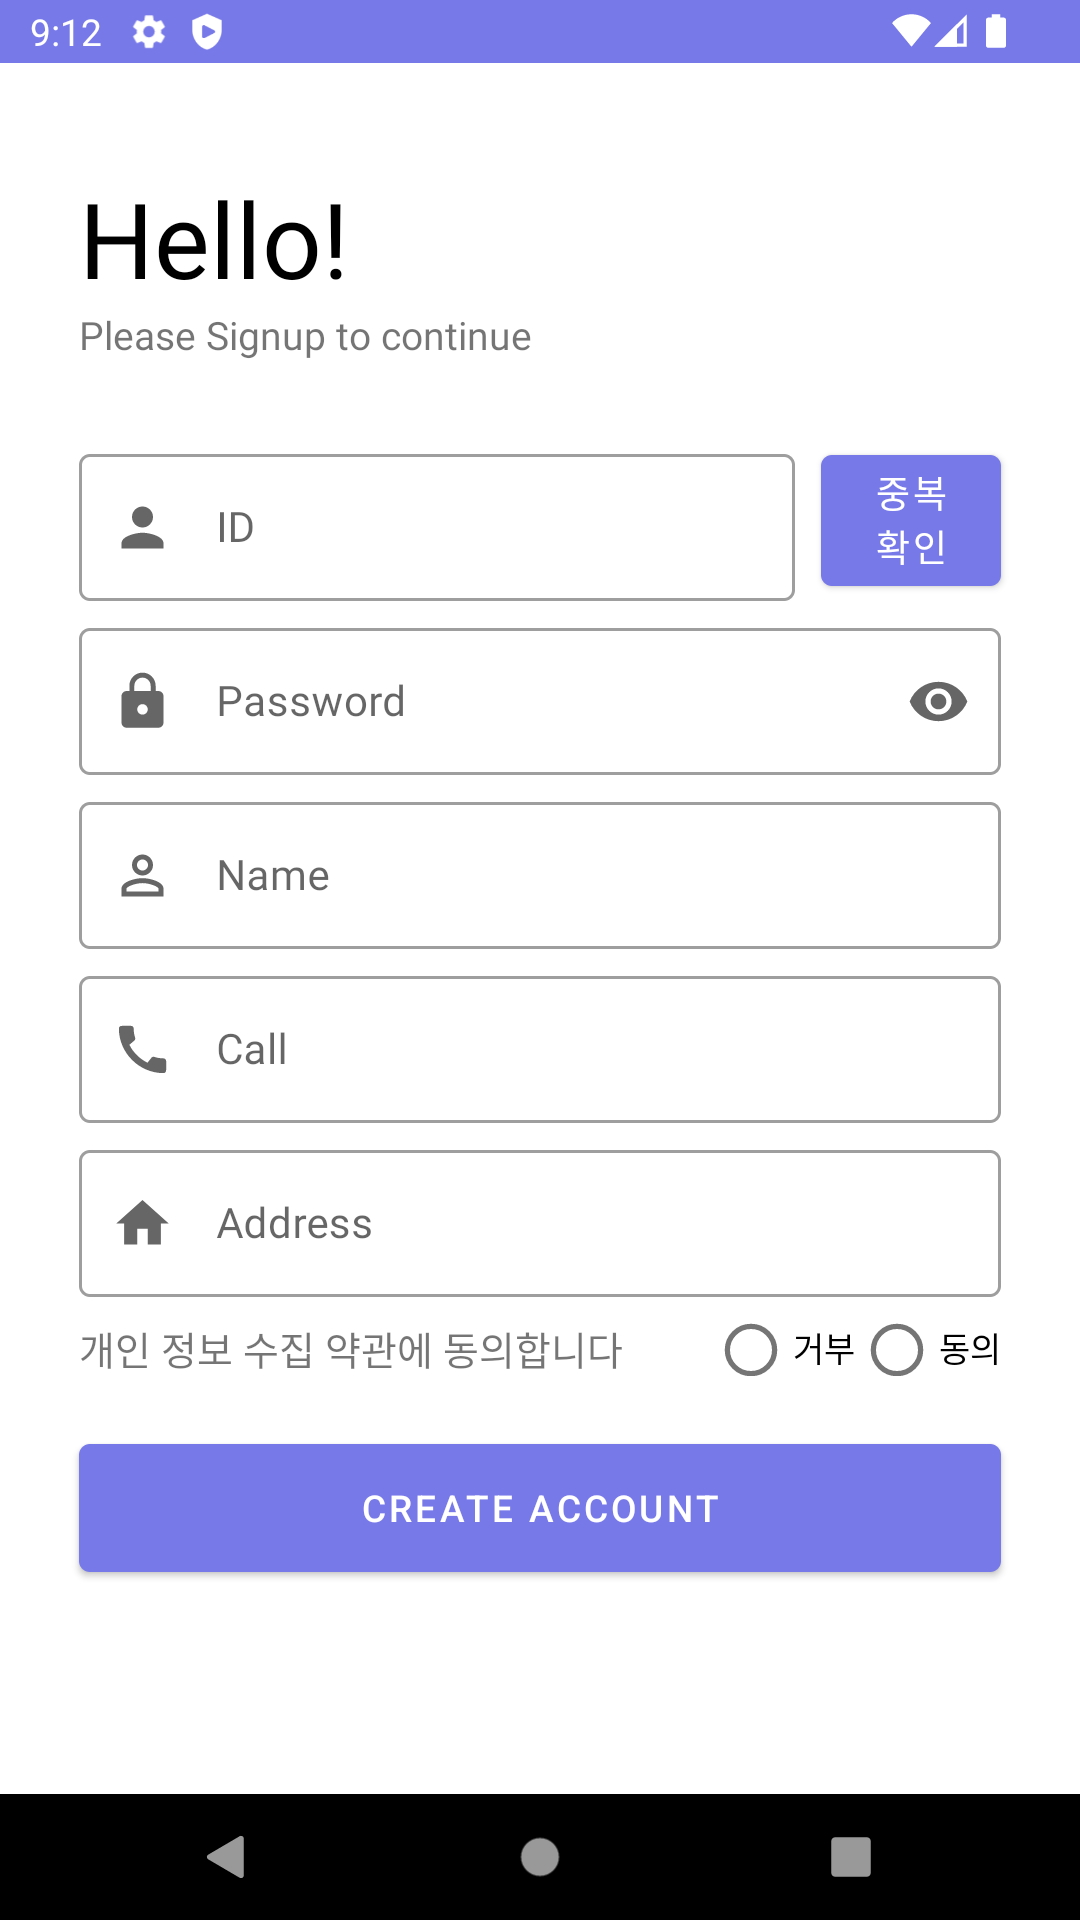 9:12
Hello!
Please Signup to continue
ID
중복
확인
Password
Name
Call
Address
개인 정보 수집 약관에 동의합니다
거부
동의
CREATE ACCOUNT